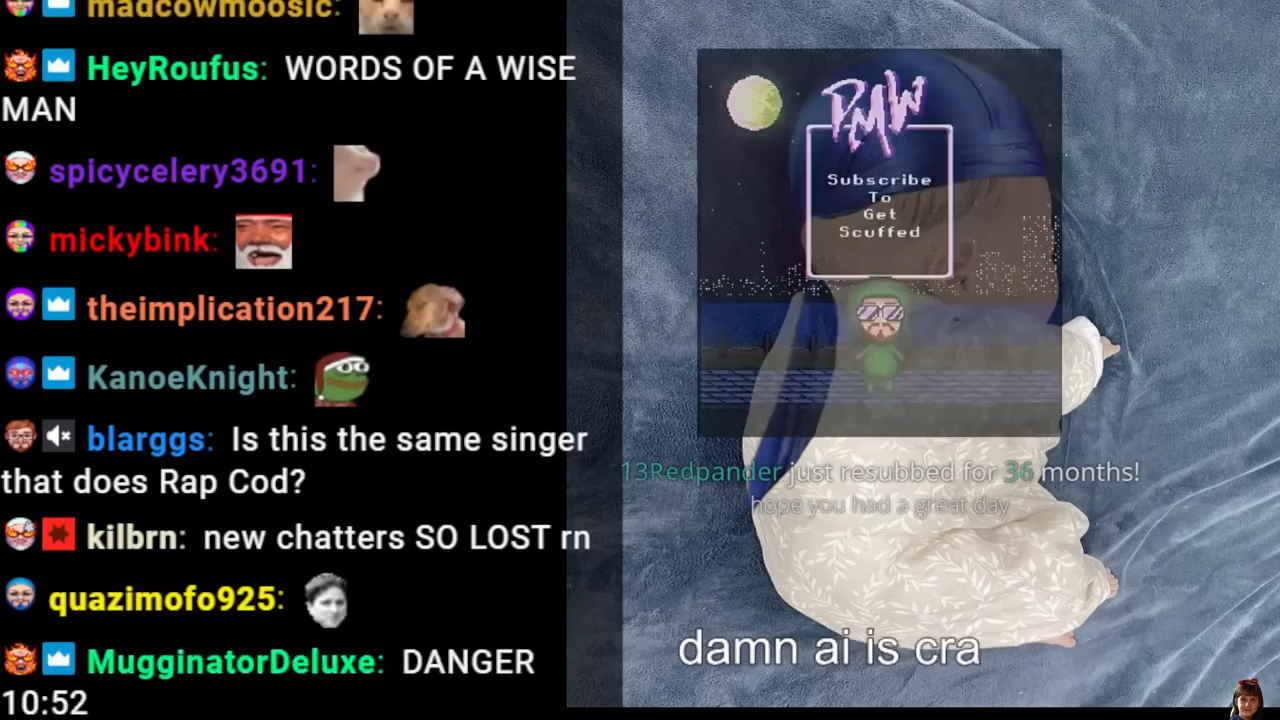 madcowmoosic:
HeyRoufus: WORDS OF A WISE
MAN
spicycelery3691:
mickybink:
theimplication217:
KanoeKnight:
blarggs: Is this the same singer
that does Rap Cod?
kilbrn: new chatters SO LOST rn
quazimofo925:
MugginatorDeluxe: DANGER
10:52
PMW
Subscribe
To
Get
Scuffed
13Redpander just resubbed for 36 months!
hope you had a great day
damn ai is cra